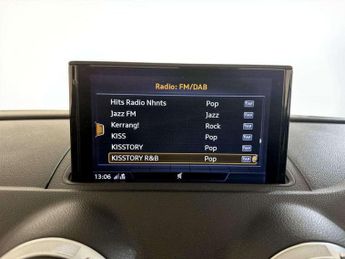 Radio: FM/DAB
Hits Radio Nhnts Pop
Jazz FM Jazz
Kerrang! Rock
KISS Pop
KISSTORY Pop
KISSTORY R&B Pop
13:06